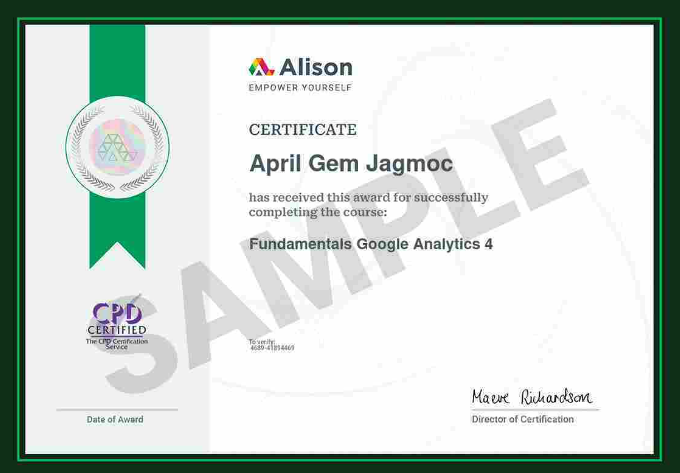 Alison
EMPOWER YOURSELF
CERTIFICATE
April Gem Jagmoc
has received this award for successfully
completing the course:
Fundamentals Google Analytics 4
SAMPLE
CPD
CERTIFIED
The CPD Certification
Service
To verify:
4689-41814469
Date of Award
Maeve Richardson
Director of Certification